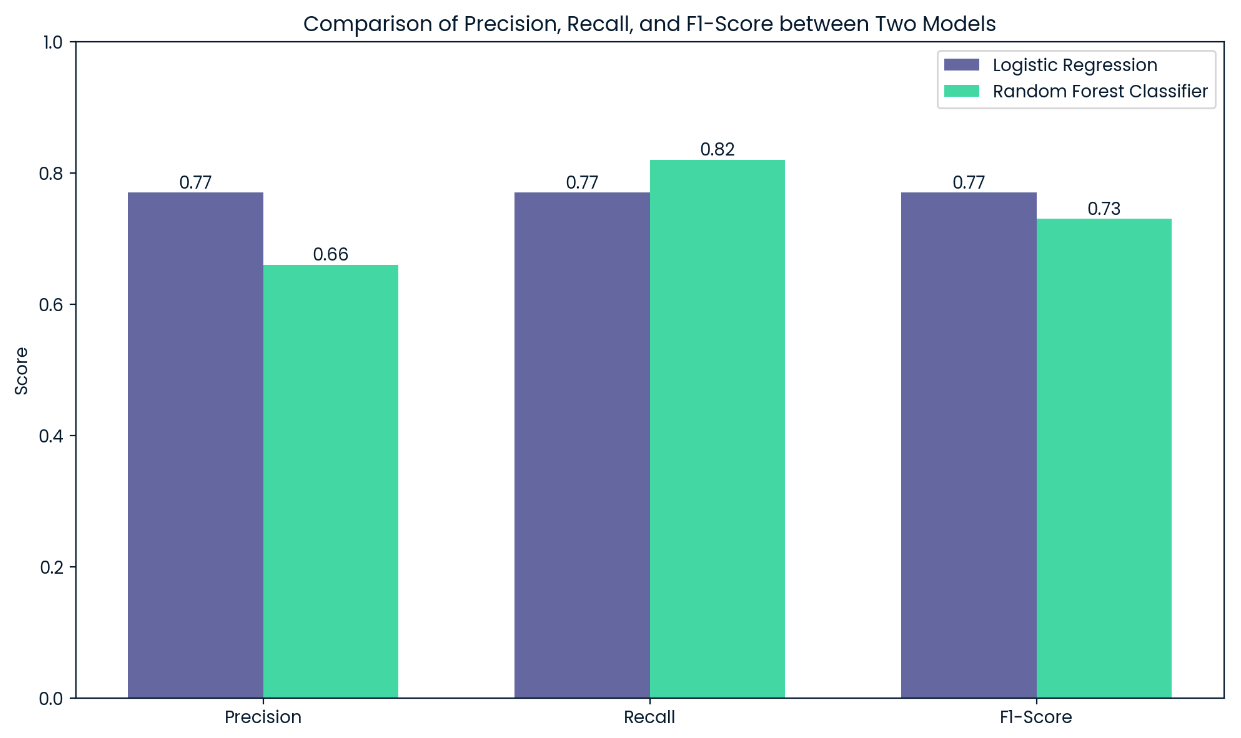 Comparison of Precision, Recall, and F1-Score between Two Models
Logistic Regression
Random Forest Classifier
Score
1.0
0.8
0.6
0.4
0.2
0.0
0.77
0.66
0.77
0.82
0.77
0.73
Precision
Recall
F1-Score